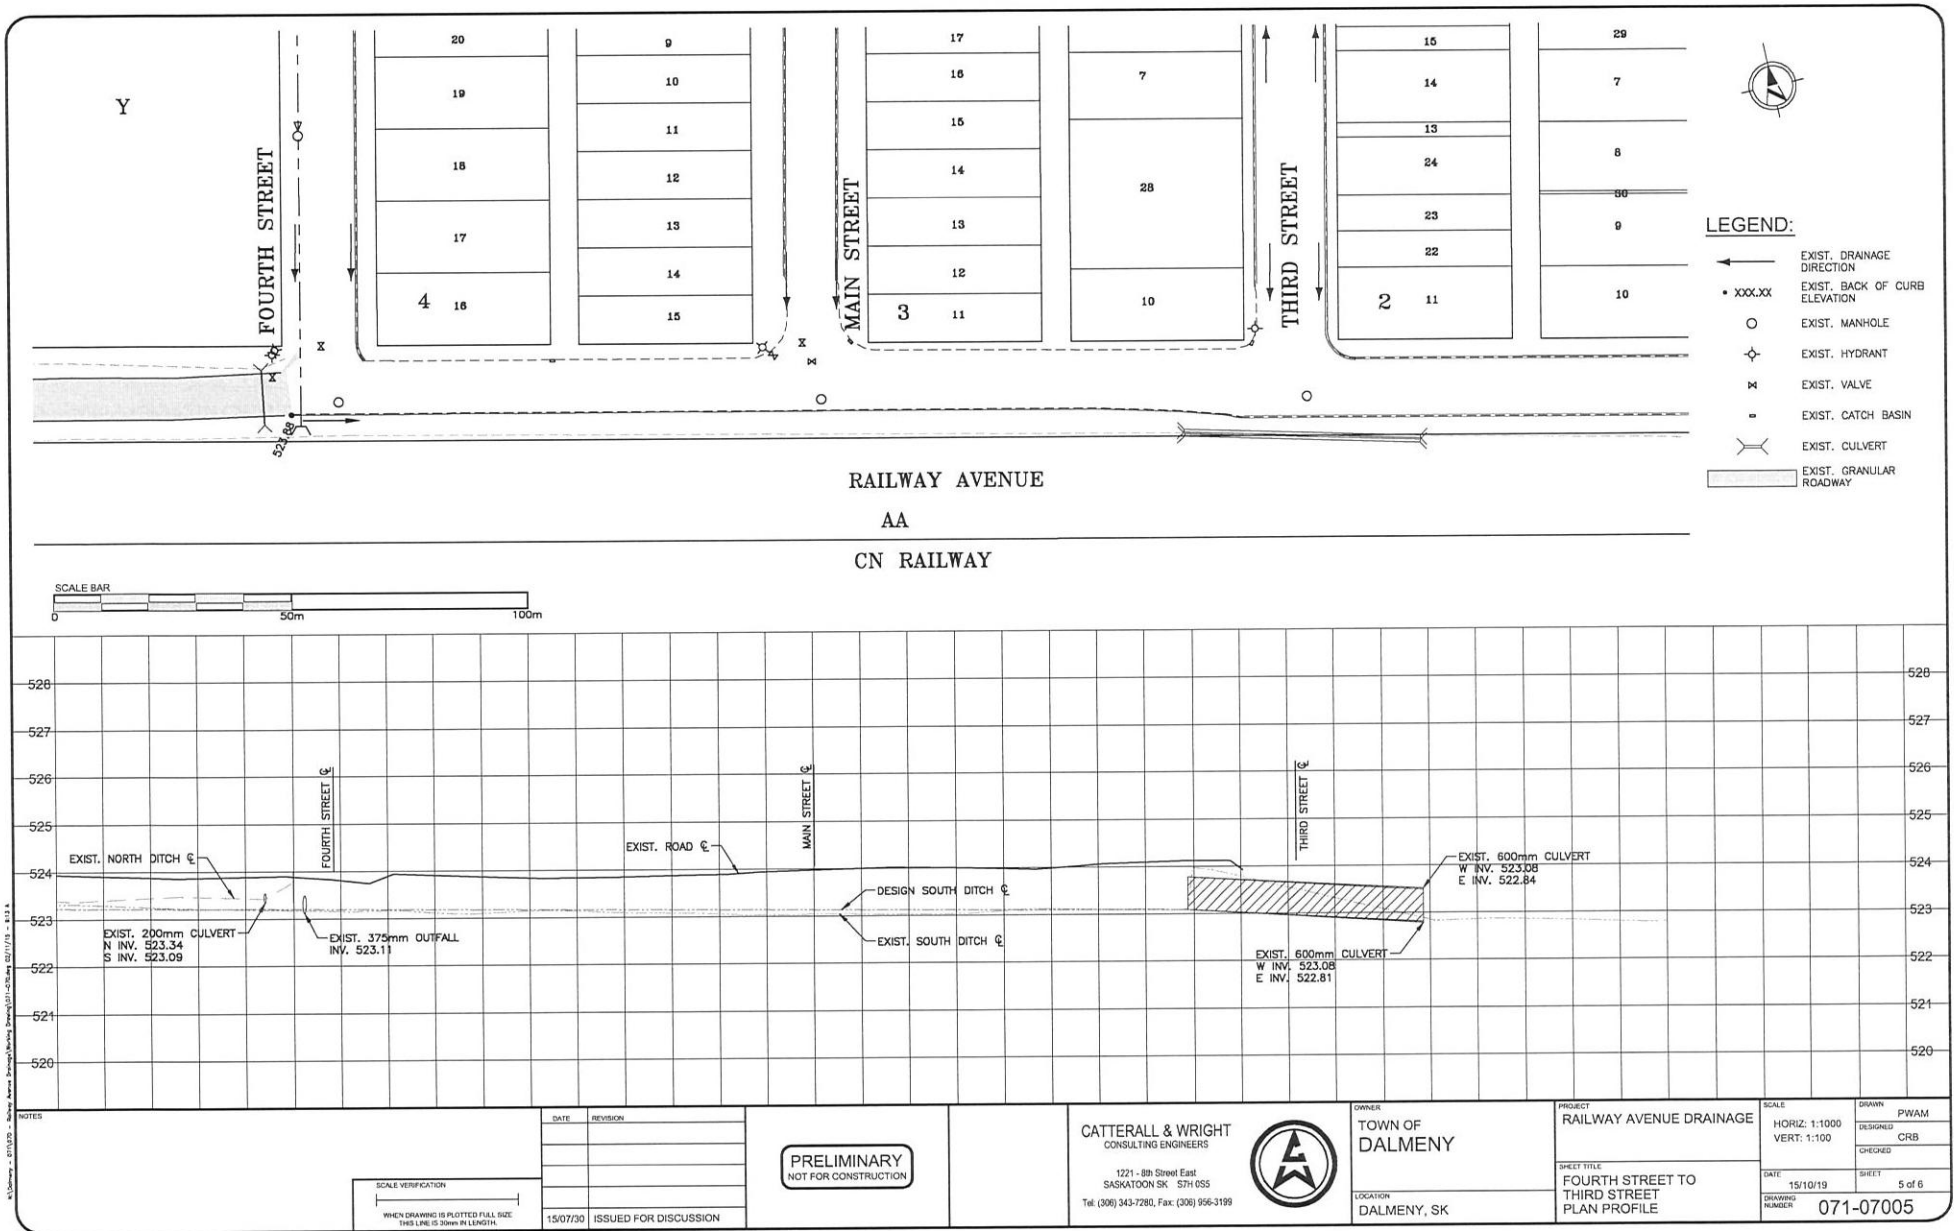 Y
FOURTH STREET
20
19
18
17
4
16
9
10
11
12
13
14
15
MAIN STREET
17
16
15
14
13
12
3
11
7
28
10
THIRD STREET
15
14
13
24
23
22
2
11
29
7
8
30
9
10
523.88
RAILWAY AVENUE
AA
CN RAILWAY
LEGEND:
EXIST. DRAINAGE
DIRECTION
XXX.XX EXIST. BACK OF CURB
ELEVATION
EXIST. MANHOLE
EXIST. HYDRANT
EXIST. VALVE
EXIST. CATCH BASIN
EXIST. CULVERT
EXIST. GRANULAR
ROADWAY
SCALE BAR
0 50m 100m
528 528
527 527
526 526
525 525
524 524
523 523
522 522
521 521
520 520
FOURTH STREET ℄
MAIN STREET ℄
THIRD STREET ℄
EXIST. NORTH DITCH ℄
EXIST. ROAD ℄
DESIGN SOUTH DITCH ℄
EXIST. SOUTH DITCH ℄
EXIST. 200mm CULVERT
N INV. 523.34
S INV. 523.09
EXIST. 375mm OUTFALL
INV. 523.11
EXIST. 600mm CULVERT
W INV. 523.08
E INV. 522.84
EXIST. 600mm CULVERT
W INV. 523.08
E INV. 522.81
NOTES
SCALE VERIFICATION
WHEN DRAWING IS PLOTTED FULL SIZE
THIS LINE IS 30mm IN LENGTH.
DATE REVISION
15/07/30 ISSUED FOR DISCUSSION
PRELIMINARY
NOT FOR CONSTRUCTION
CATTERALL & WRIGHT
CONSULTING ENGINEERS
1221 - 8th Street East
SASKATOON SK S7H 0S5
Tel: (306) 343-7280, Fax: (306) 956-3199
OWNER
TOWN OF
DALMENY
LOCATION
DALMENY, SK
PROJECT
RAILWAY AVENUE DRAINAGE
SHEET TITLE
FOURTH STREET TO
THIRD STREET
PLAN PROFILE
SCALE
HORIZ: 1:1000
VERT: 1:100
DRAWN
PWAM
DESIGNED
CRB
CHECKED
DATE
15/10/19
SHEET
5 of 6
DRAWING
NUMBER
071-07005